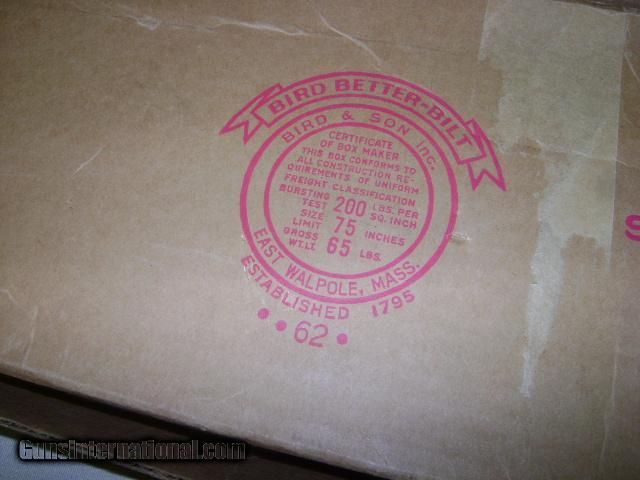 BIRD BETTER-BILT
BIRD & SON Inc.
CERTIFICATE
OF BOX MAKER
THIS BOX CONFORMS TO
ALL CONSTRUCTION RE-
QUIREMENTS OF UNIFORM
FREIGHT CLASSIFICATION
BURSTING TEST 200 LBS. PER SQ. INCH
SIZE LIMIT 75 INCHES
GROSS WT. LT. 65 LBS.
EAST WALPOLE, MASS.
ESTABLISHED 1795
• • 62 •
S
GunsInternational.com